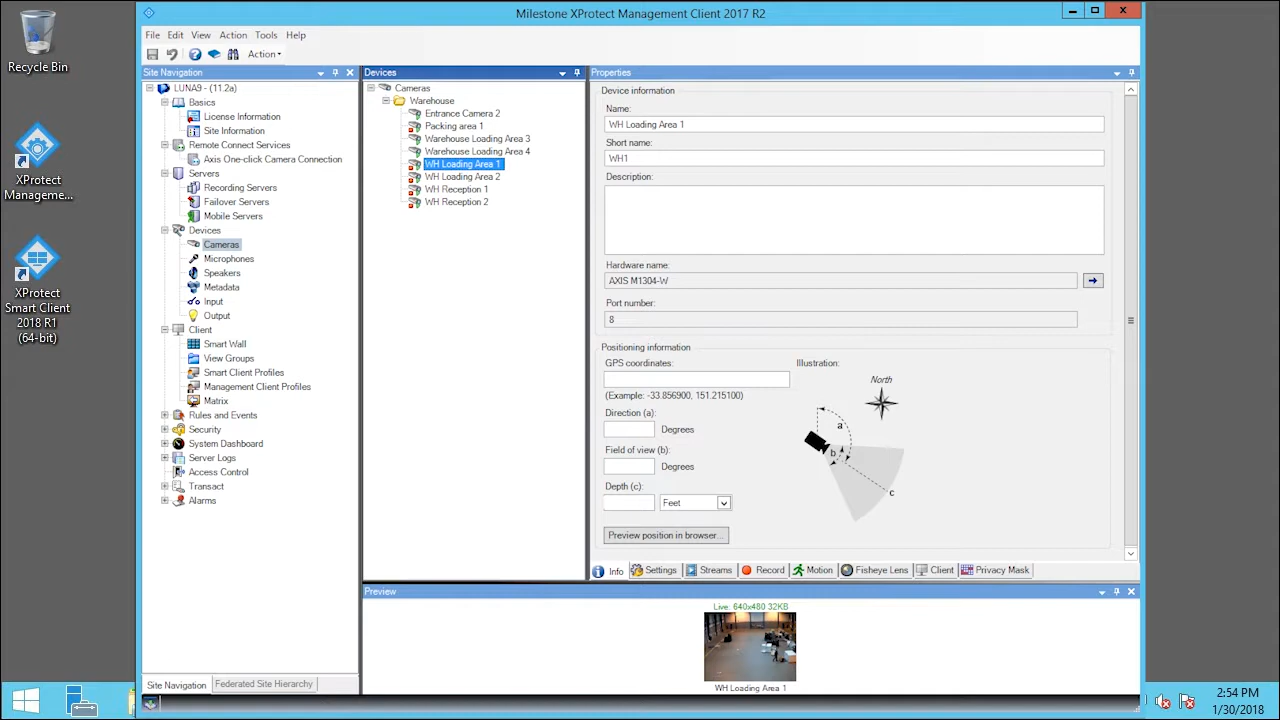 Milestone XProtect Management Client 2017 R2
Recycle Bin
XProtect
Manageme...
XProtect
Smart Client
2018 R1
(64-bit)
File Edit View Action Tools Help
Action
Site Navigation
LUNA9 - (11.2a)
Basics
License Information
Site Information
Remote Connect Services
Axis One-click Camera Connection
Servers
Recording Servers
Failover Servers
Mobile Servers
Devices
Cameras
Microphones
Speakers
Metadata
Input
Output
Client
Smart Wall
View Groups
Smart Client Profiles
Management Client Profiles
Matrix
Rules and Events
Security
System Dashboard
Server Logs
Access Control
Transact
Alarms
Site Navigation Federated Site Hierarchy
Devices
Cameras
Warehouse
Entrance Camera 2
Packing area 1
Warehouse Loading Area 3
Warehouse Loading Area 4
WH Loading Area 1
WH Loading Area 2
WH Reception 1
WH Reception 2
Properties
Device information
Name:
WH Loading Area 1
Short name:
WH1
Description:
Hardware name:
AXIS M1304-W
Port number:
8
Positioning information
GPS coordinates:
(Example: -33.856900, 151.215100)
Direction (a):
Degrees
Field of view (b):
Degrees
Depth (c):
Feet
Preview position in browser...
Illustration:
North
a
b
c
Info Settings Streams Record Motion Fisheye Lens Client Privacy Mask
Preview
Live: 640x480 32KB
WH Loading Area 1
2:54 PM
1/30/2018